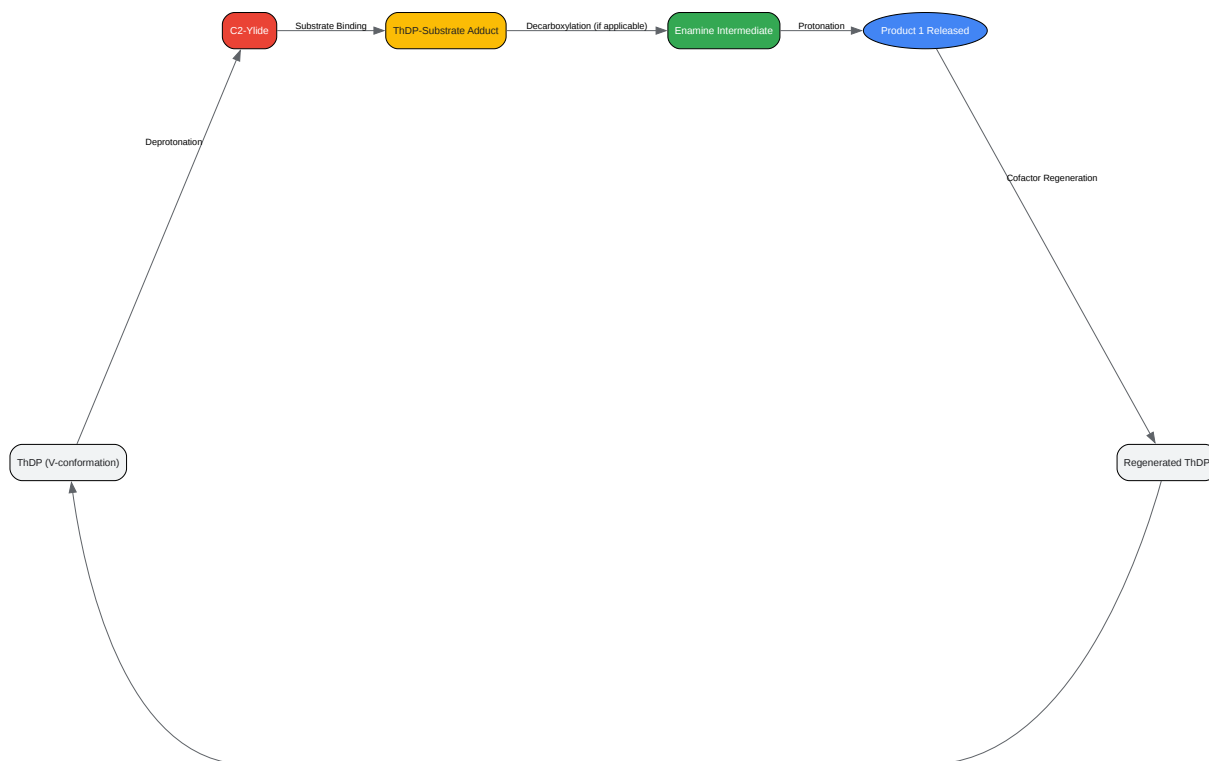 C2-Ylide
Substrate Binding
ThDP-Substrate Adduct
Decarboxylation (if applicable)
Enamine Intermediate
Protonation
Product 1 Released
Deprotonation
Cofactor Regeneration
ThDP (V-conformation)
Regenerated ThDP